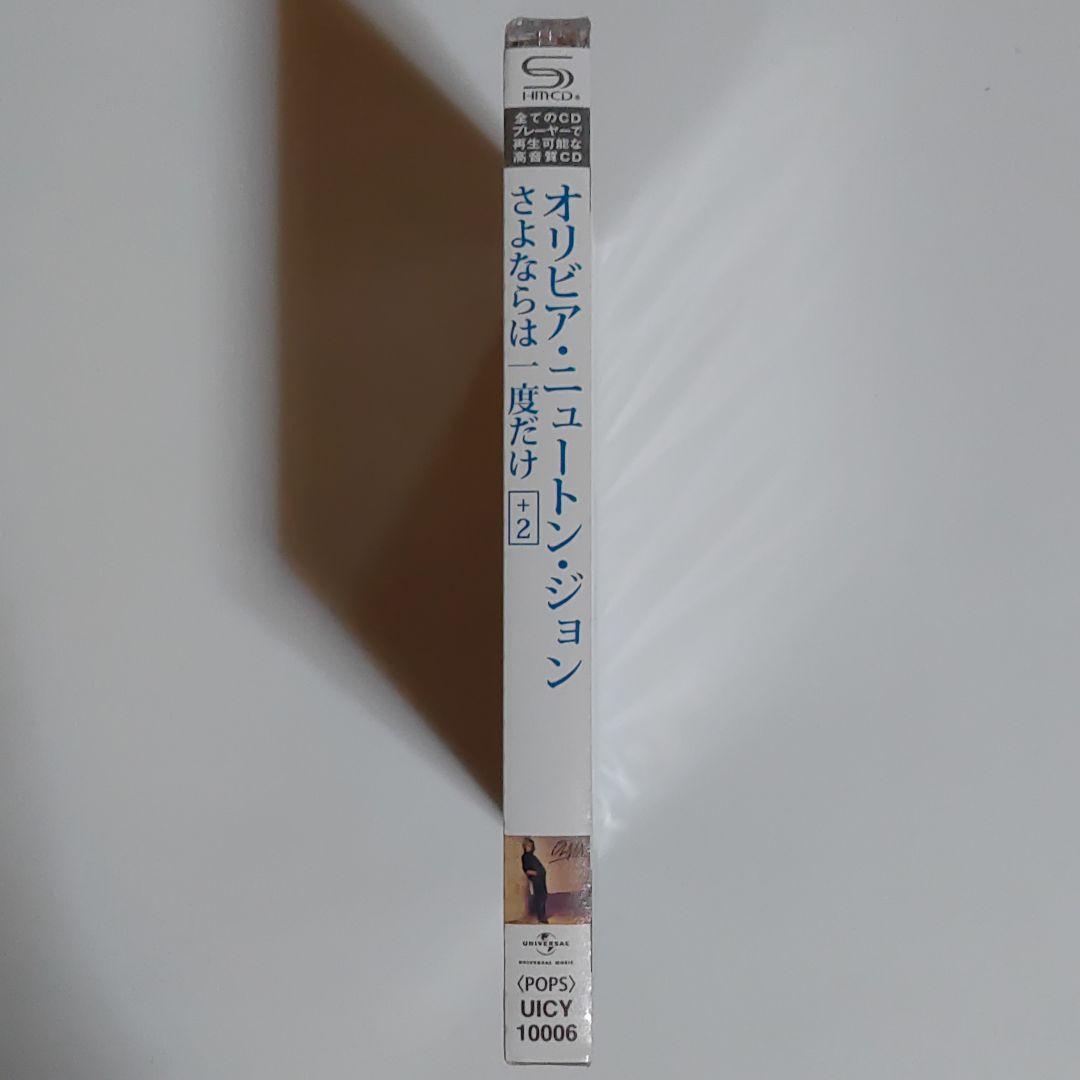 HMCD®
全てのCD
プレーヤーで
再生可能な
高音質CD
オリビア・ニュートン・ジョン
さよならは一度だけ
+2
UNIVERSAL
UNIVERSAL MUSIC
〈POPS〉
UICY
10006